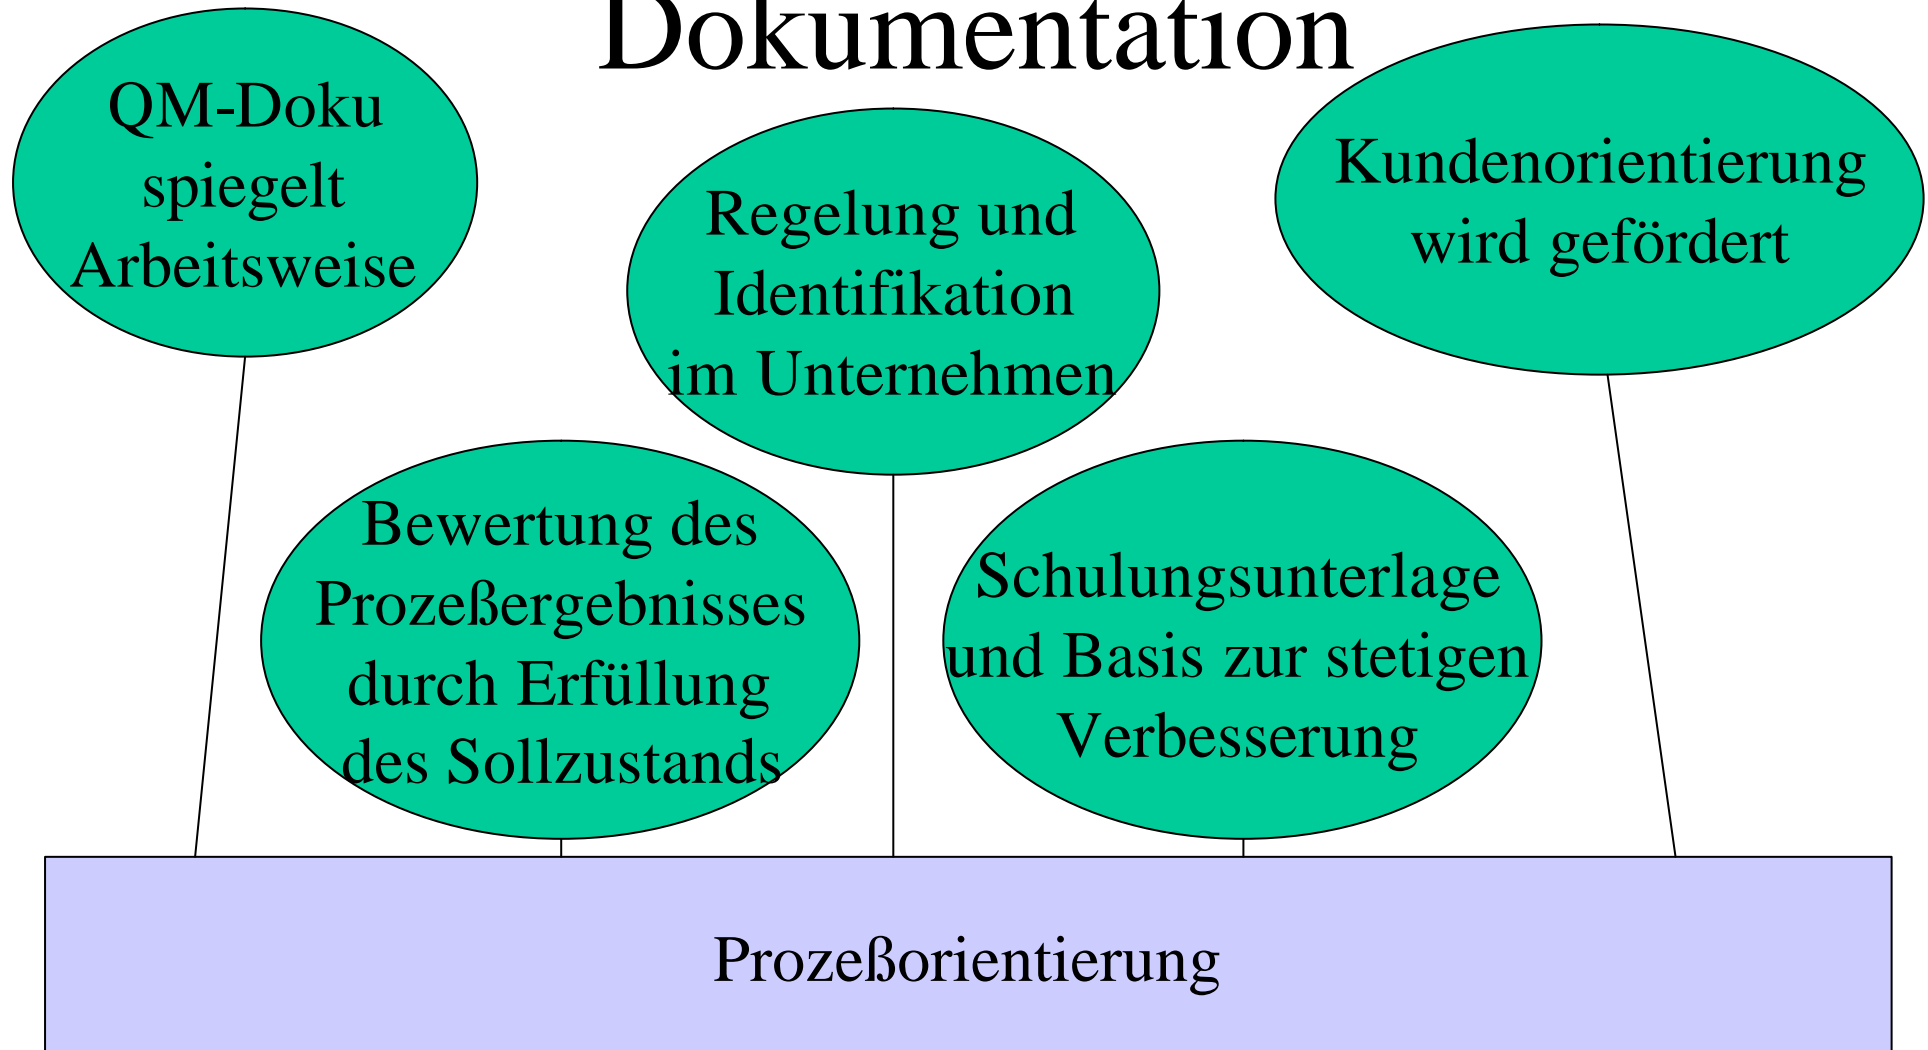 Dokumentation
QM-Doku
spiegelt
Arbeitsweise
Regelung und
Identifikation
im Unternehmen
Kundenorientierung
wird gefördert
Bewertung des
Prozeßergebnisses
durch Erfüllung
des Sollzustands
Schulungsunterlage
und Basis zur stetigen
Verbesserung
Prozeßorientierung